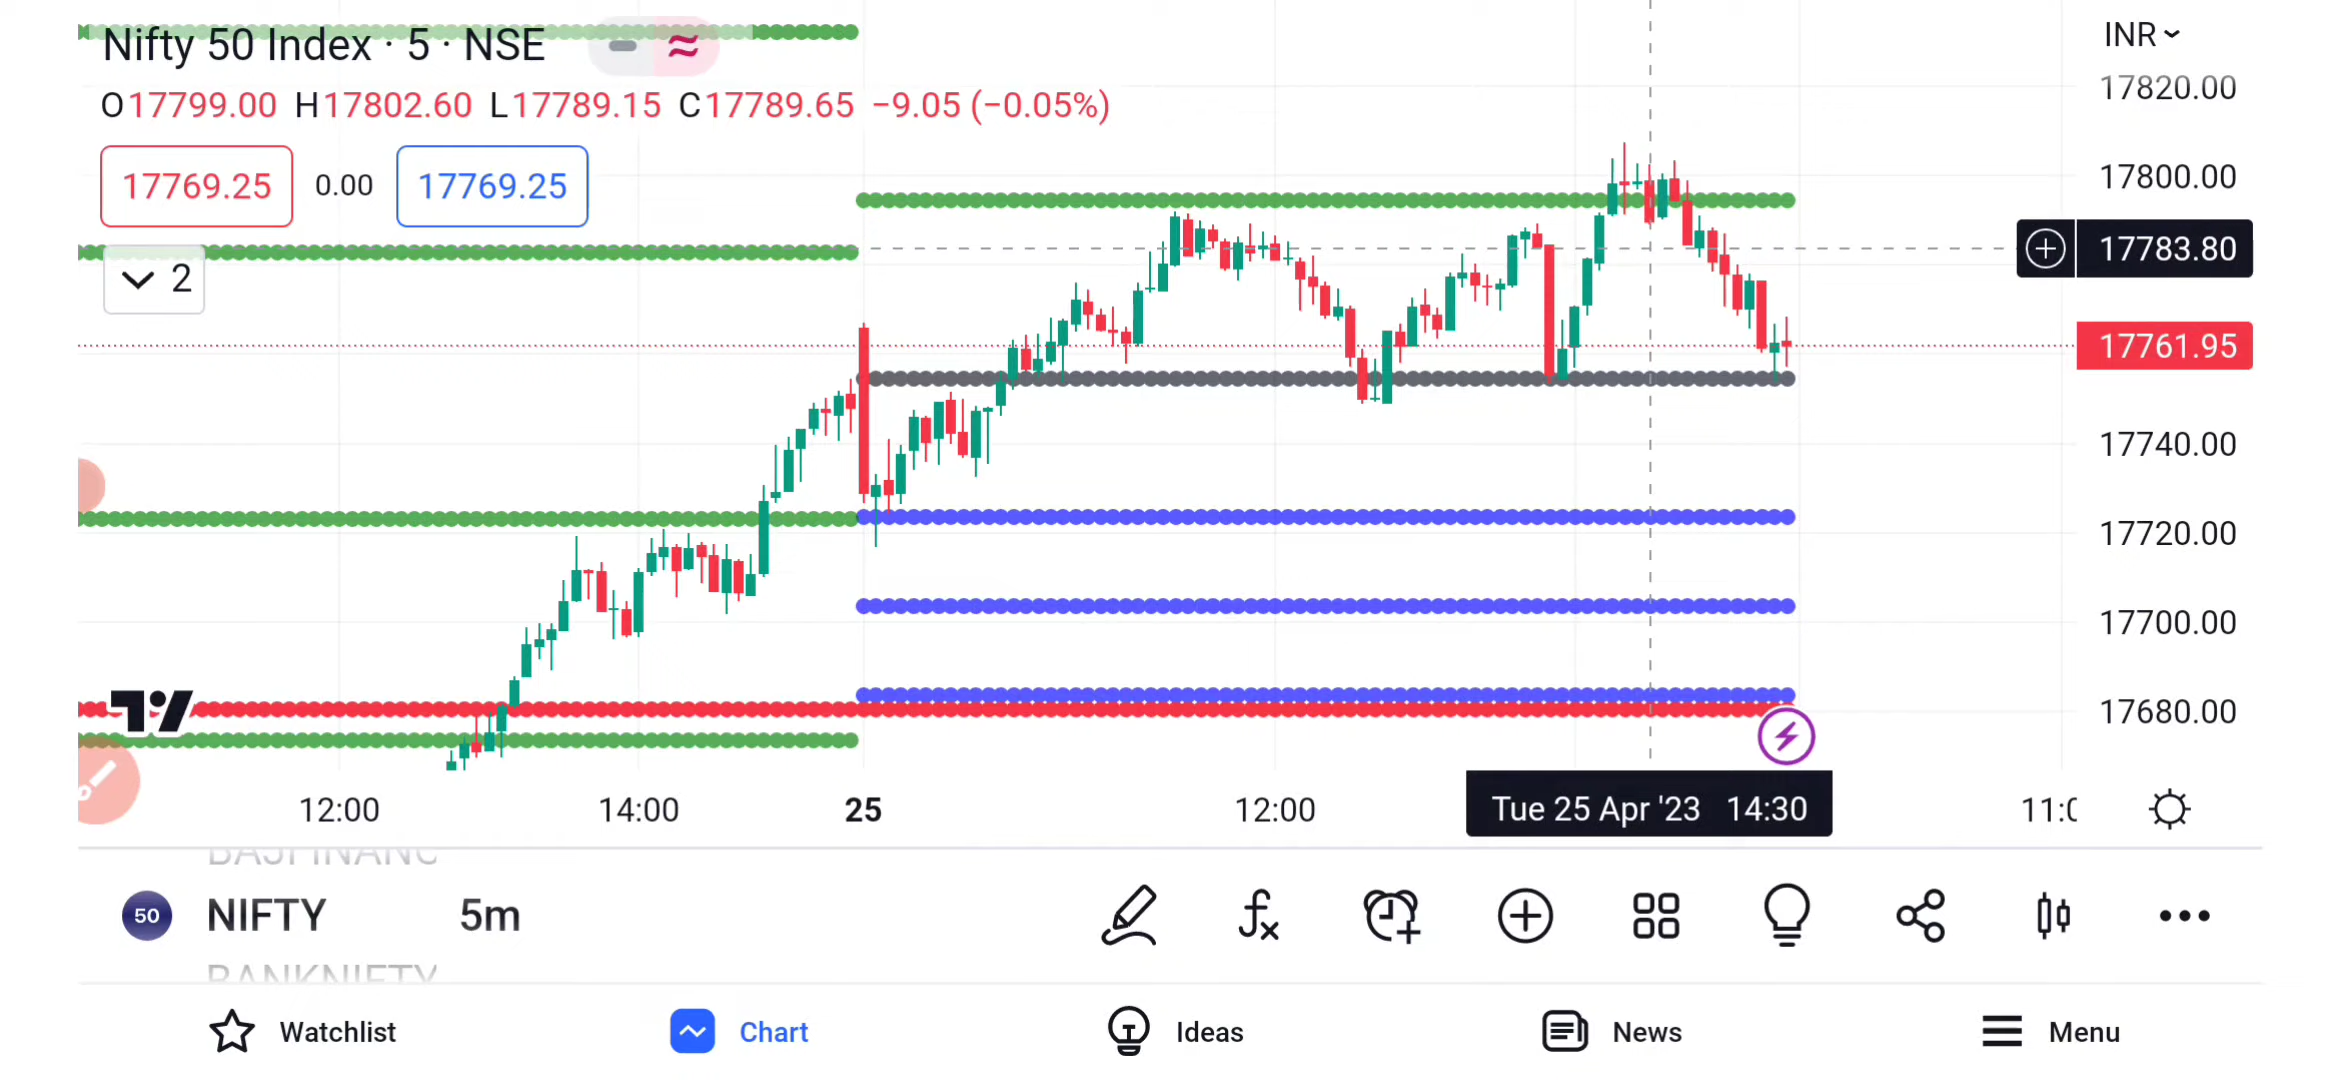 Nifty 50 Index · 5 · NSE
INR
O17799.00 H17802.60 L17789.15 C17789.65 −9.05 (−0.05%)
17769.25 0.00 17769.25
2
17820.00
17800.00
17783.80
17761.95
17740.00
17720.00
17700.00
17680.00
12:00 14:00 25 12:00 Tue 25 Apr '23 14:30
BAJFINANC
50 NIFTY 5m
BANKNIFTY
Watchlist Chart Ideas News Menu